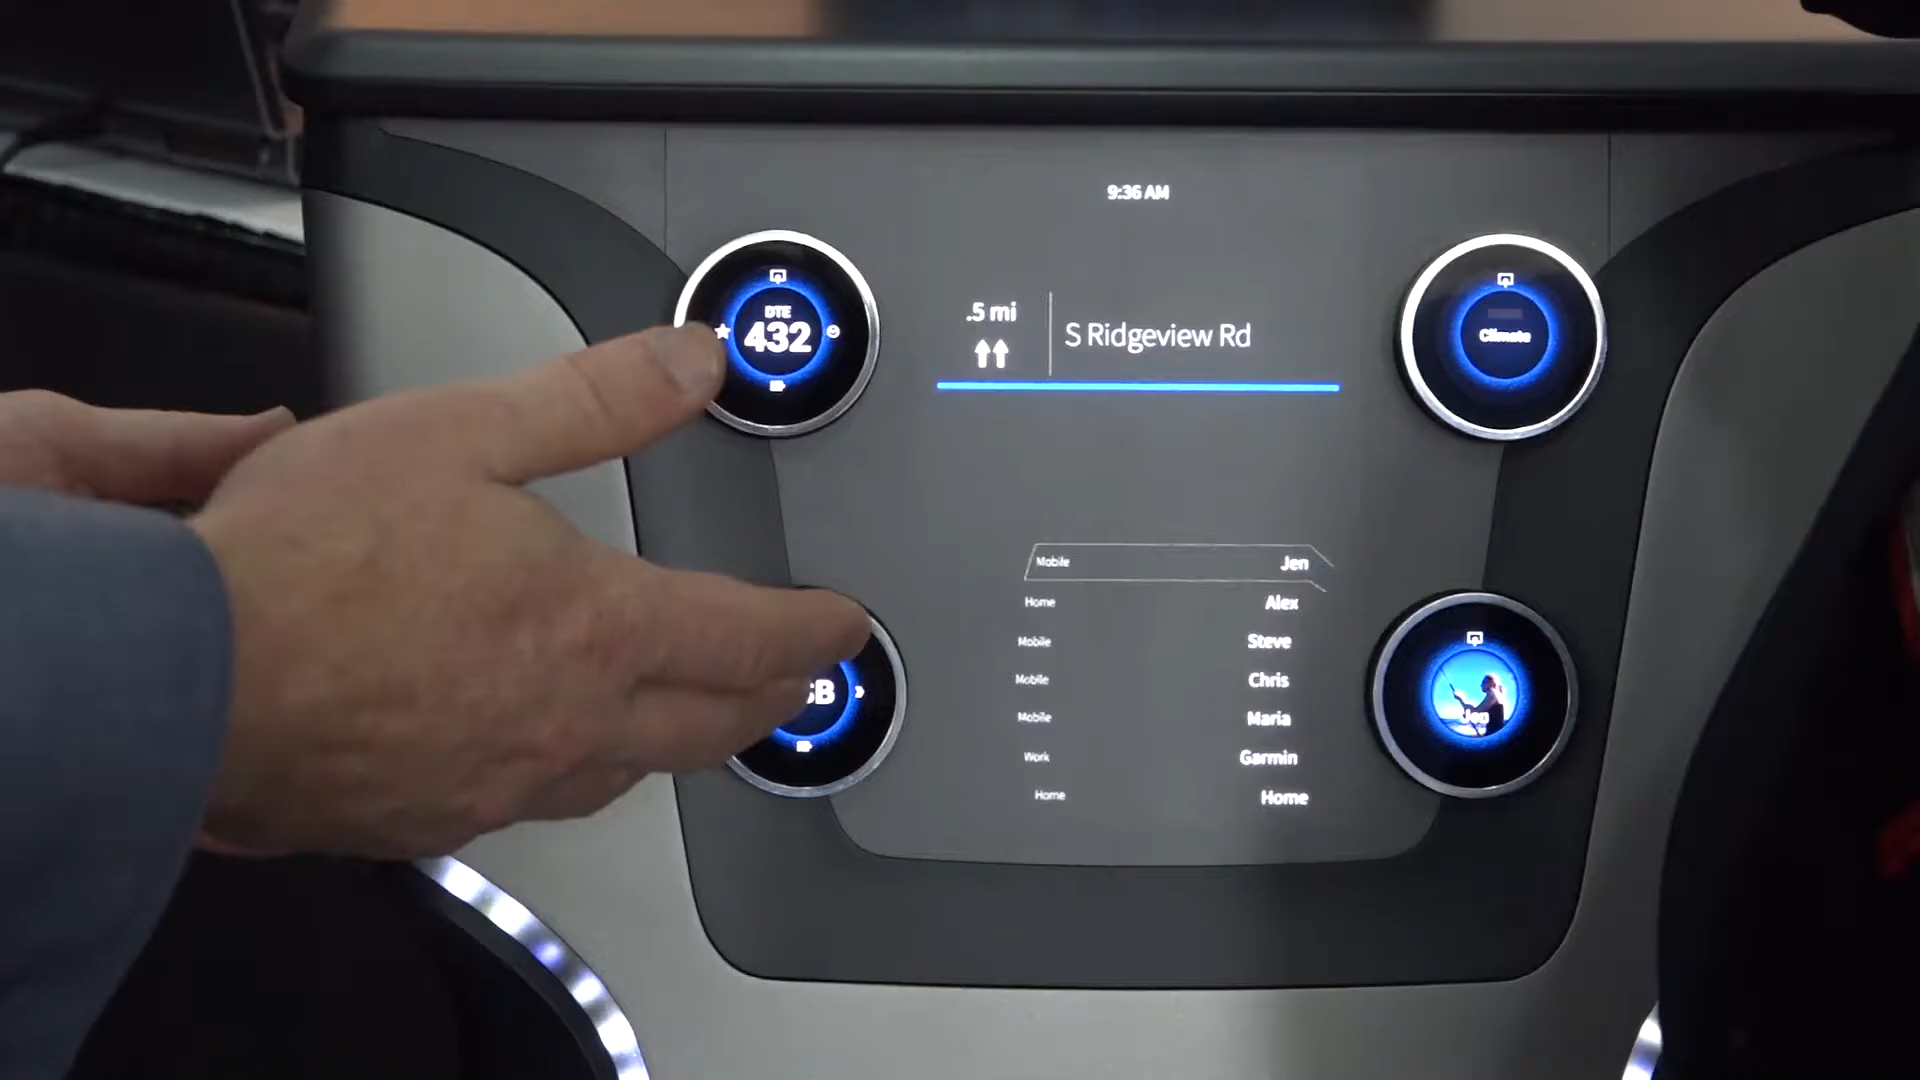 9:36 AM
DTE
432
.5 mi
S Ridgeview Rd
Climate
Mobile Jen
Home Alex
Mobile Steve
Mobile Chris
Mobile Maria
Work Garmin
Home Home
Jen